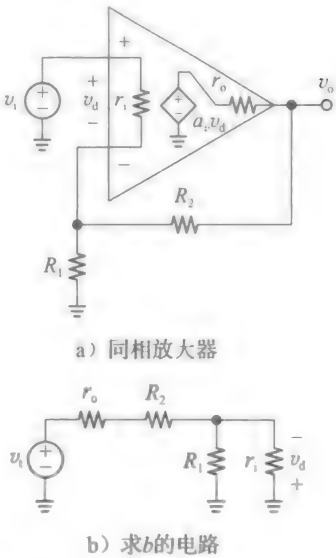 +
r_o
v_o
v_i
+
−
+
v_d
−
r_i
+
−
a_v v_d
−
R_2
R_1
a）同相放大器
r_o
R_2
v_t
+
−
R_1
r_i
−
v_d
+
b）求b的电路